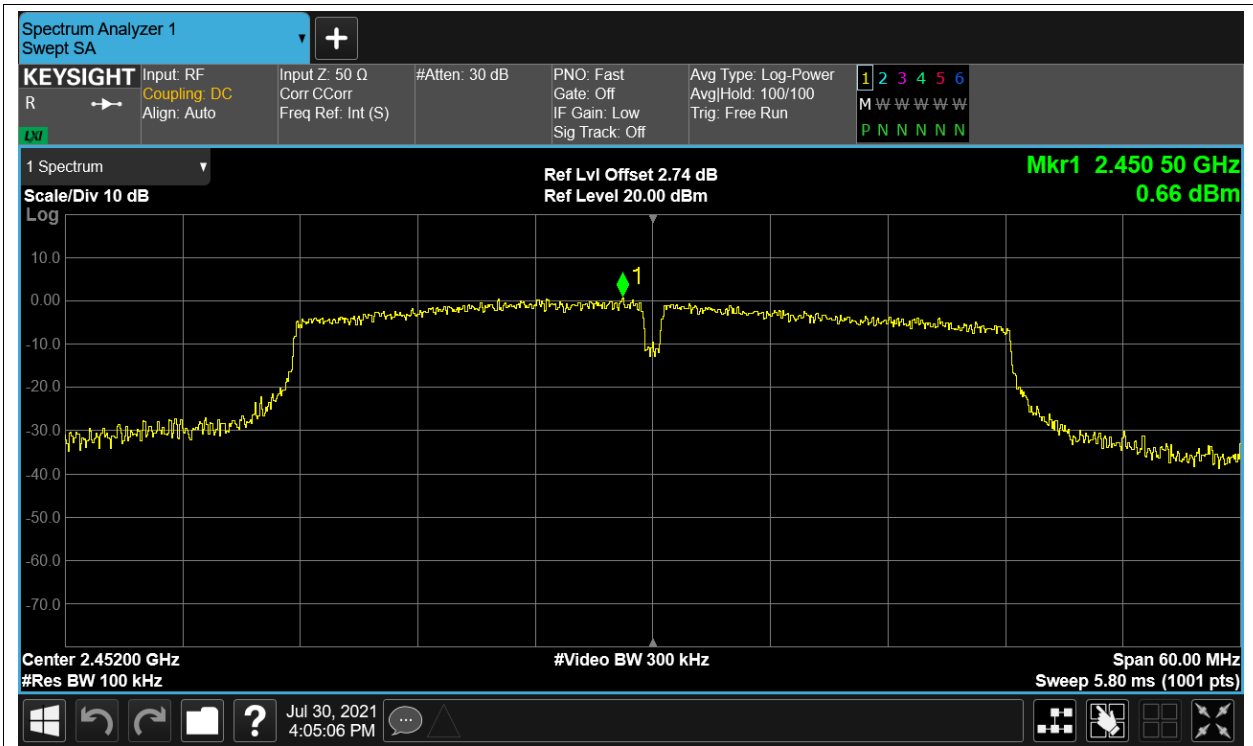 Spectrum Analyzer 1
Swept SA
+
KEYSIGHT
R
LXI
Input: RF
Coupling: DC
Align: Auto
Input Z: 50 Ω
Corr CCorr
Freq Ref: Int (S)
#Atten: 30 dB
PNO: Fast
Gate: Off
IF Gain: Low
Sig Track: Off
Avg Type: Log-Power
Avg|Hold: 100/100
Trig: Free Run
1 2 3 4 5 6
M W W W W W
P N N N N N
1 Spectrum
Scale/Div 10 dB
Ref Lvl Offset 2.74 dB
Ref Level 20.00 dBm
Mkr1 2.450 50 GHz
0.66 dBm
Log
10.0
0.00
-10.0
-20.0
-30.0
-40.0
-50.0
-60.0
-70.0
1
Center 2.45200 GHz
#Res BW 100 kHz
#Video BW 300 kHz
Span 60.00 MHz
Sweep 5.80 ms (1001 pts)
?
Jul 30, 2021
4:05:06 PM